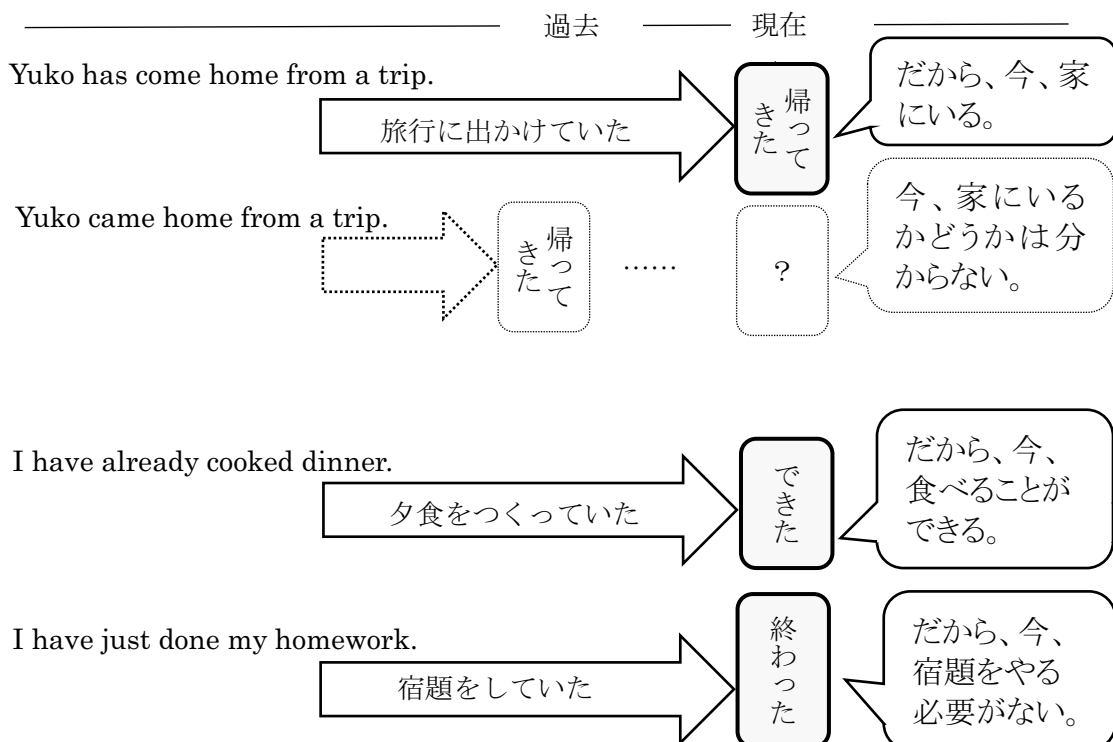 過去
現在
Yuko has come home from a trip.
旅行に出かけていた
帰って
きた
だから、今、家
にいる。
Yuko came home from a trip.
帰って
きた
……
?
今、家にいる
かどうかは分
からない。
I have already cooked dinner.
夕食をつくっていた
できた
だから、今、
食べることが
できる。
I have just done my homework.
宿題をしていた
終わった
だから、今、
宿題をやる
必要がない。